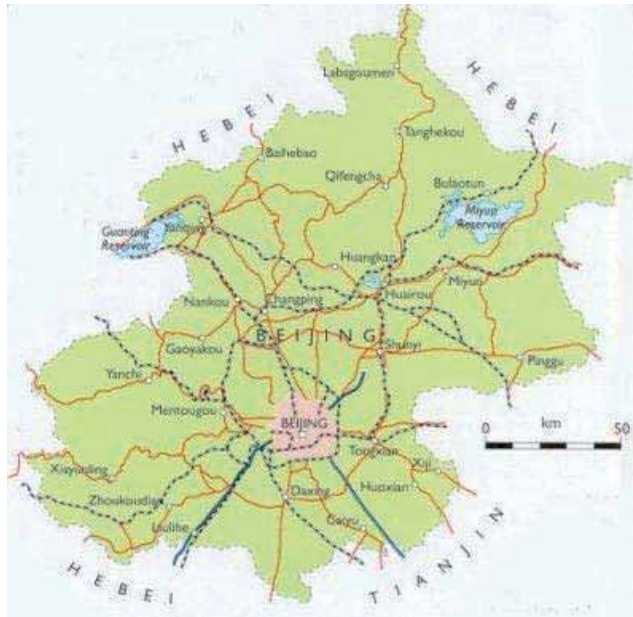 Labagoumen
HEBEI
HEBEI
Tanghekou
Baihebao
Qifengcha
Bulaotun
Miyun
Reservoir
Guanting
Reservoir
Yanqing
Huangkan
Miyun
Huairou
Nankou
Changping
BEIJING
Gaoyakou
Shunyi
Pinggu
Yanchi
Mentougou
BEIJING
km
0
50
Tongxian
Xiayunling
Xiji
Zhoukoudian
Daxing
Huoxian
Liulihe
Caiyu
HEBEI
TIANJIN